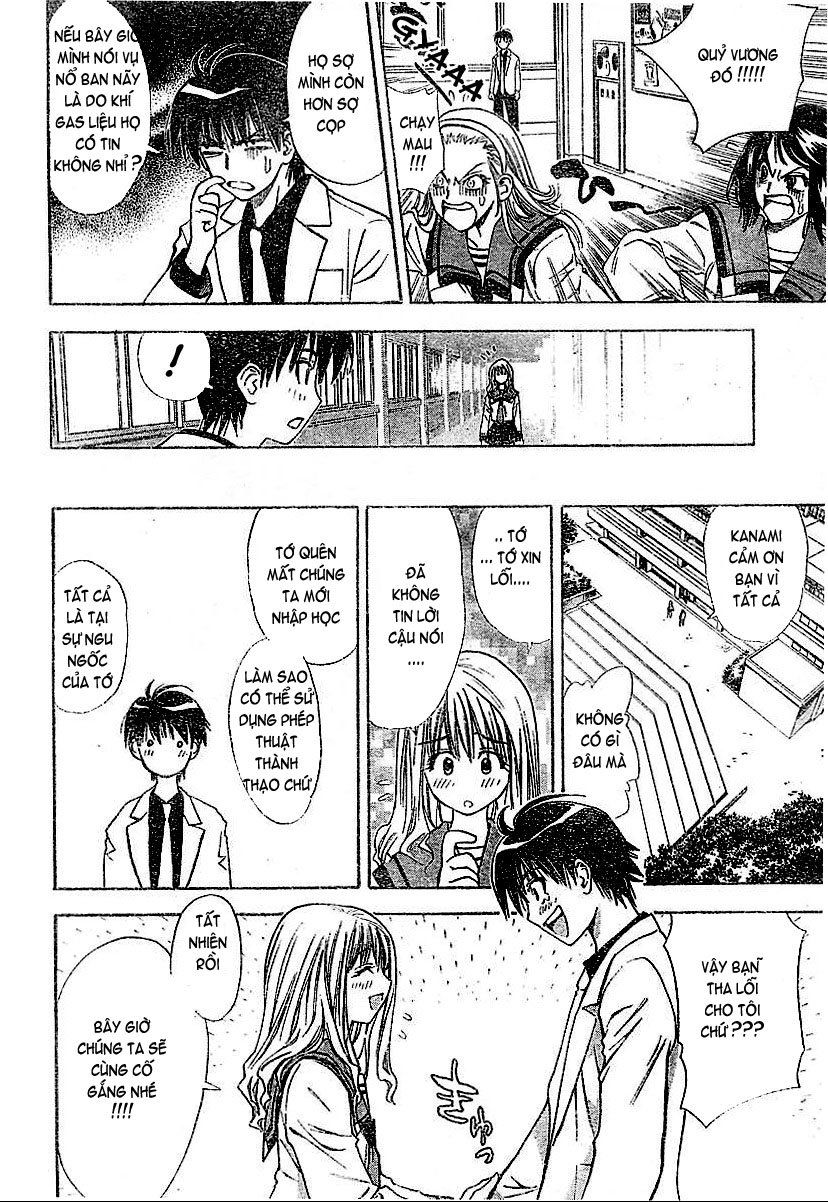 QUỶ VƯƠNG
ĐÓ !!!!!
GYAAA
CHẠY
MAU
!!!
HỌ SỢ
MÌNH CÒN
HƠN SỢ
CỌP
NẾU BÂY GIỜ
MÌNH NÓI VỤ
NỔ BAN NÃY
LÀ DO KHÍ
GAS LIỆU HỌ
CÓ TIN
KHÔNG NHỈ ?
!
KANAMI
CẢM ƠN
BẠN VÌ
TẤT CẢ
KHÔNG
CÓ GÌ
ĐÂU MÀ
.. TỚ
... TỚ XIN
LỖI....
ĐÃ
KHÔNG
TIN LỜI
CẬU NÓI
....
TỚ QUÊN
MẤT CHÚNG
TA MỚI
NHẬP HỌC
LÀM SAO
CÓ THỂ SỬ
DỤNG PHÉP
THUẬT
THÀNH
THẠO CHỨ
TẤT CẢ
LÀ TẠI
SỰ NGU
NGỐC
CỦA TỚ
VẬY BẠN
THA LỖI
CHO TÔI
CHỨ ???
ぎゅっ
TẤT
NHIÊN
RỒI
BÂY GIỜ
CHÚNG TA SẼ
CÙNG CỐ
GẮNG NHÉ
!!!!